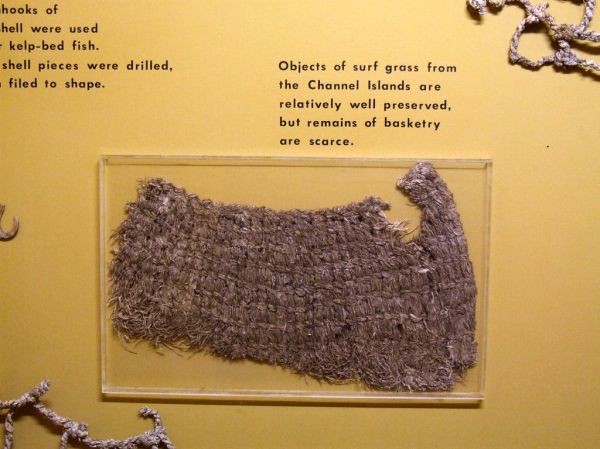 hooks of
shell were used
kelp-bed fish.
shell pieces were drilled,
filed to shape.
Objects of surf grass from
the Channel Islands are
relatively well preserved,
but remains of basketry
are scarce.